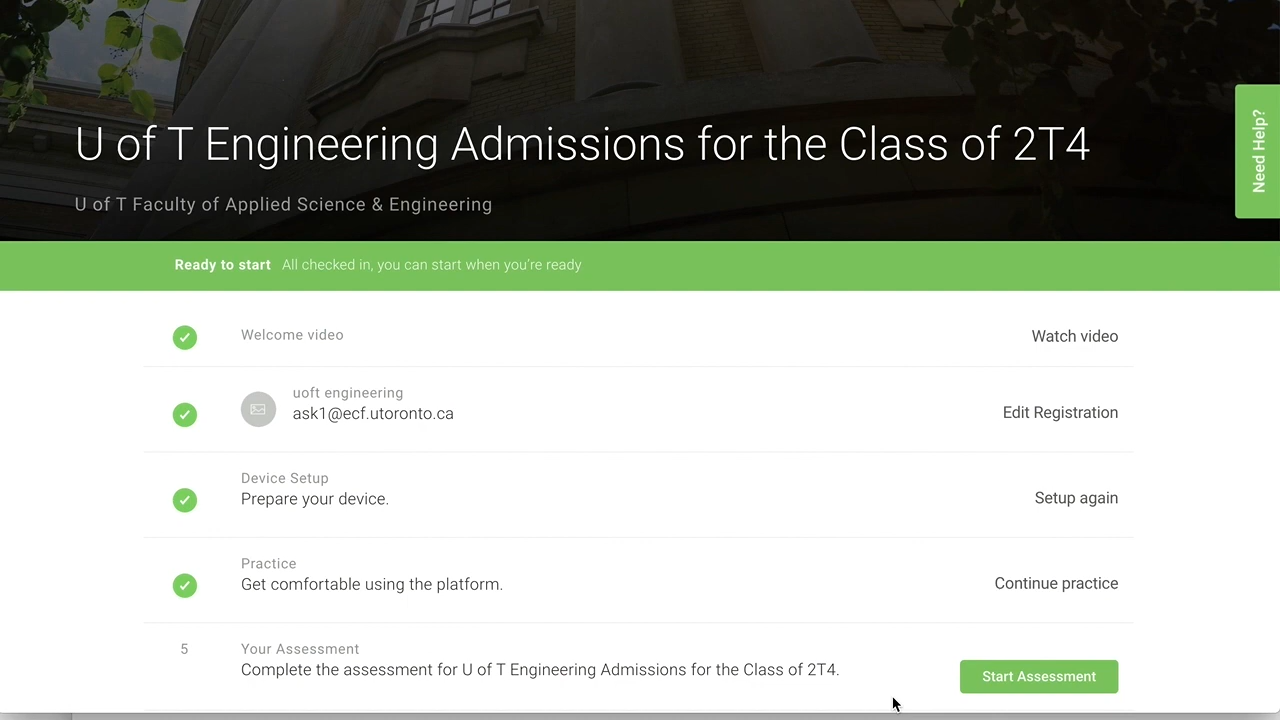 U of T Engineering Admissions for the Class of 2T4
U of T Faculty of Applied Science & Engineering
Need Help?
Ready to start All checked in, you can start when you're ready
Welcome video
Watch video
uoft engineering
ask1@ecf.utoronto.ca
Edit Registration
Device Setup
Prepare your device.
Setup again
Practice
Get comfortable using the platform.
Continue practice
5
Your Assessment
Complete the assessment for U of T Engineering Admissions for the Class of 2T4.
Start Assessment